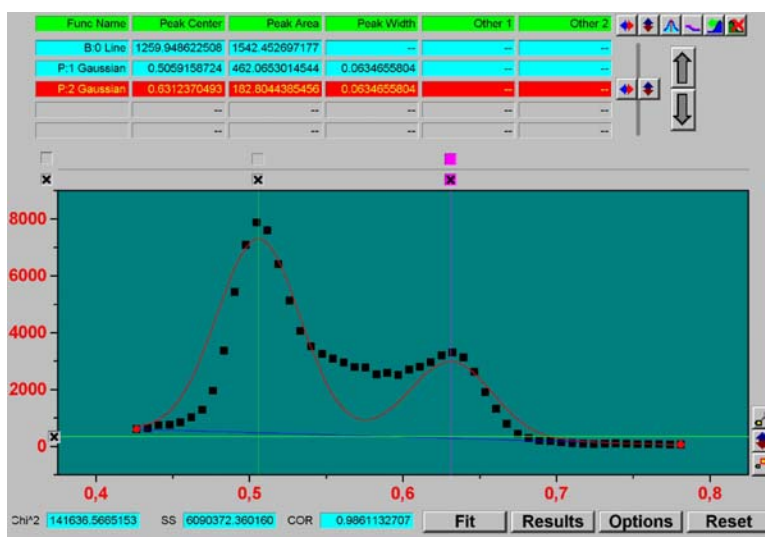 Func Name Peak Center Peak Area Peak Width Other 1 Other 2
B:0 Line 1259.948622508 1542.452697177 -- -- --
P:1 Gaussian 0.5059158724 462.0653014544 0.0634655804 -- --
P:2 Gaussian 0.6312370493 182.8044385456 0.0634655804 -- --
-- -- -- -- --
-- -- -- -- --
8000
6000
4000
2000
0
0,4 0,5 0,6 0,7 0,8
Chi^2 141636.5665153 SS 6090372.360160 COR 0.9861132707 Fit Results Options Reset